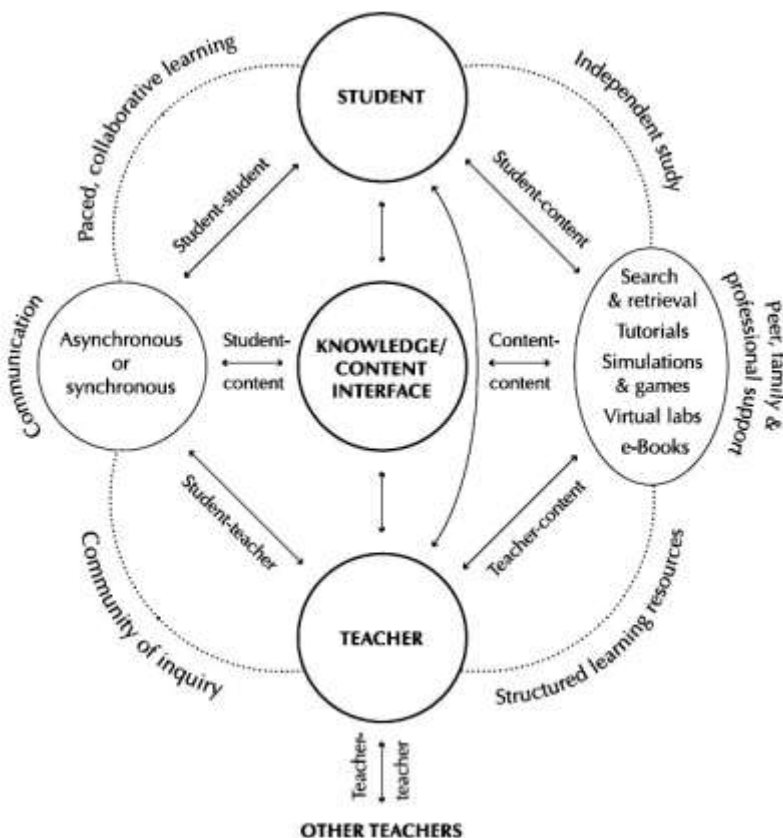 Paced, collaborative learning
STUDENT
Independent study
Student-student
Student-content
Communication
Asynchronous
or
synchronous
Student-
content
KNOWLEDGE/
CONTENT
INTERFACE
Content-
content
Search
& retrieval
Tutorials
Simulations
& games
Virtual labs
e-Books
Peer, family &
professional support
Student-teacher
Teacher-content
Community of inquiry
TEACHER
Structured learning resources
Teacher-
teacher
OTHER TEACHERS